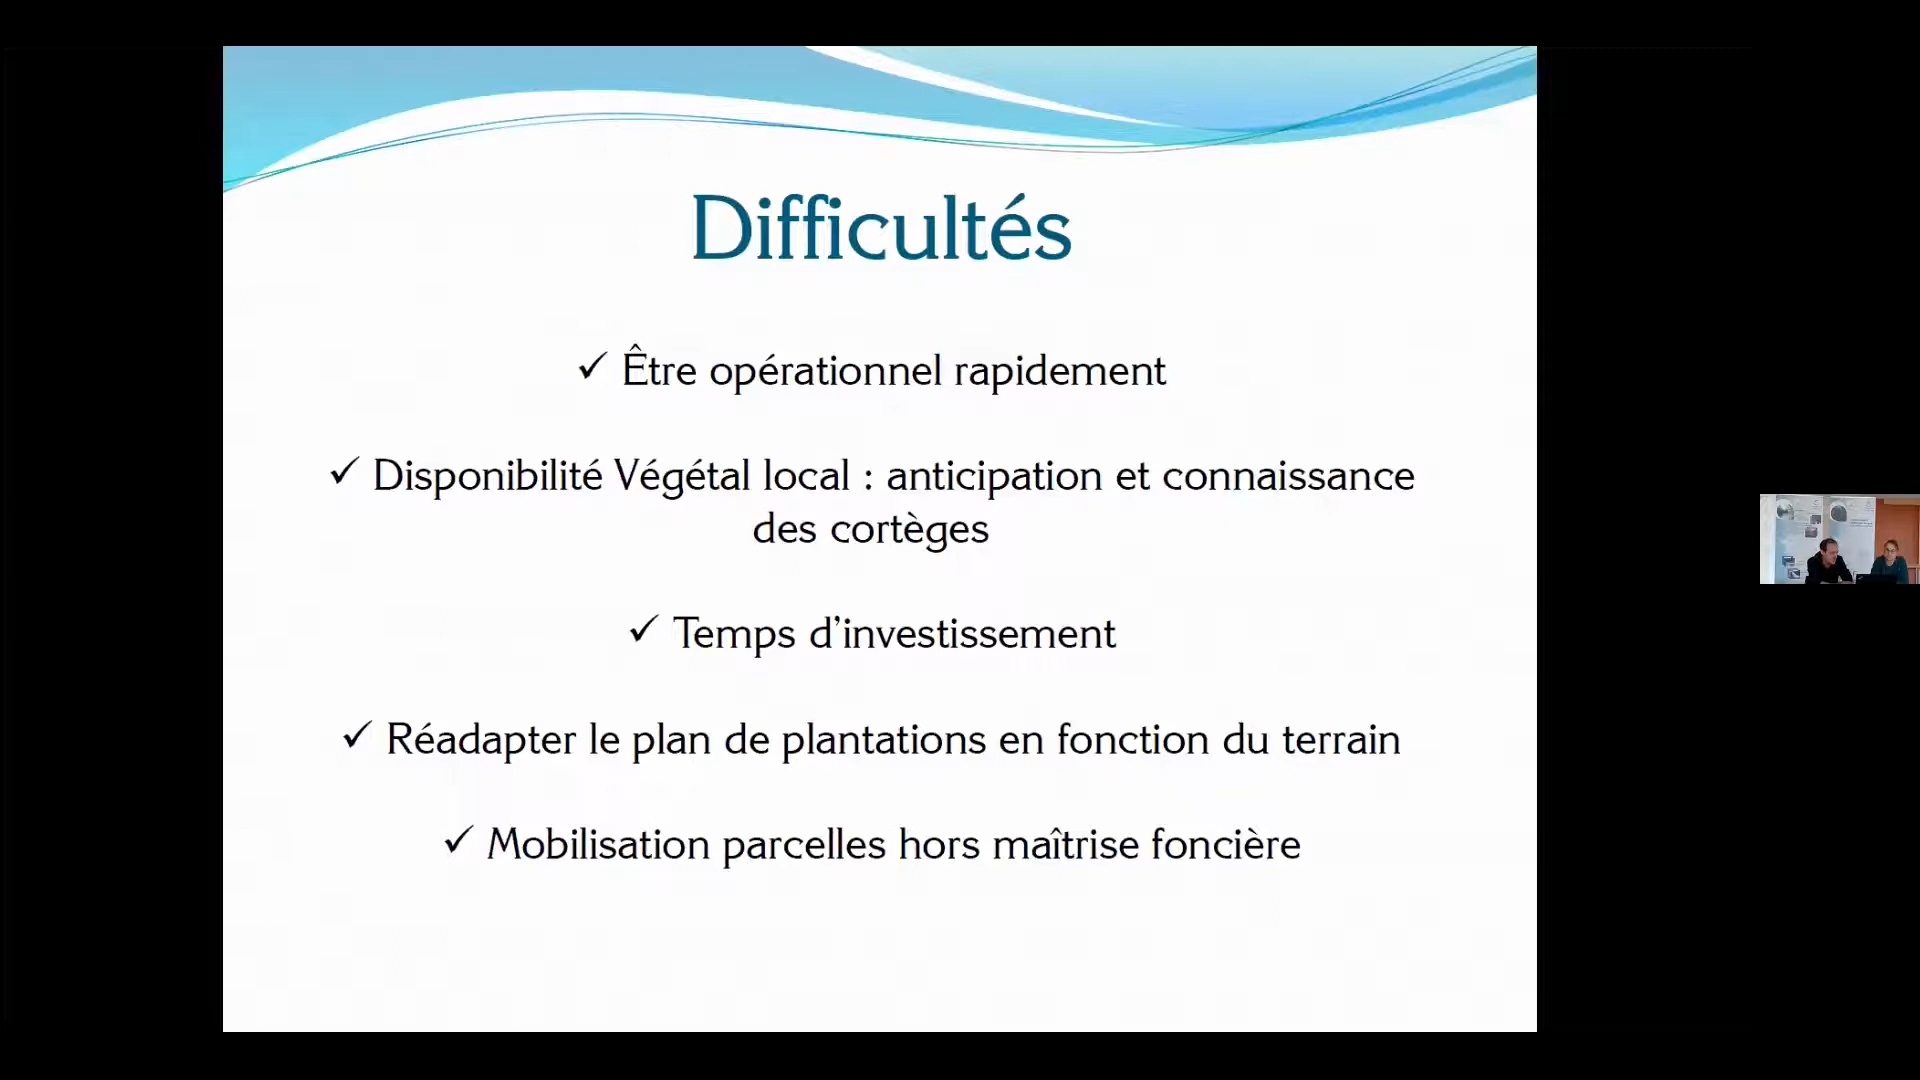 Difficultés
✓ Être opérationnel rapidement
✓ Disponibilité Végétal local : anticipation et connaissance
des cortèges
✓ Temps d'investissement
✓ Réadapter le plan de plantations en fonction du terrain
✓ Mobilisation parcelles hors maîtrise foncière